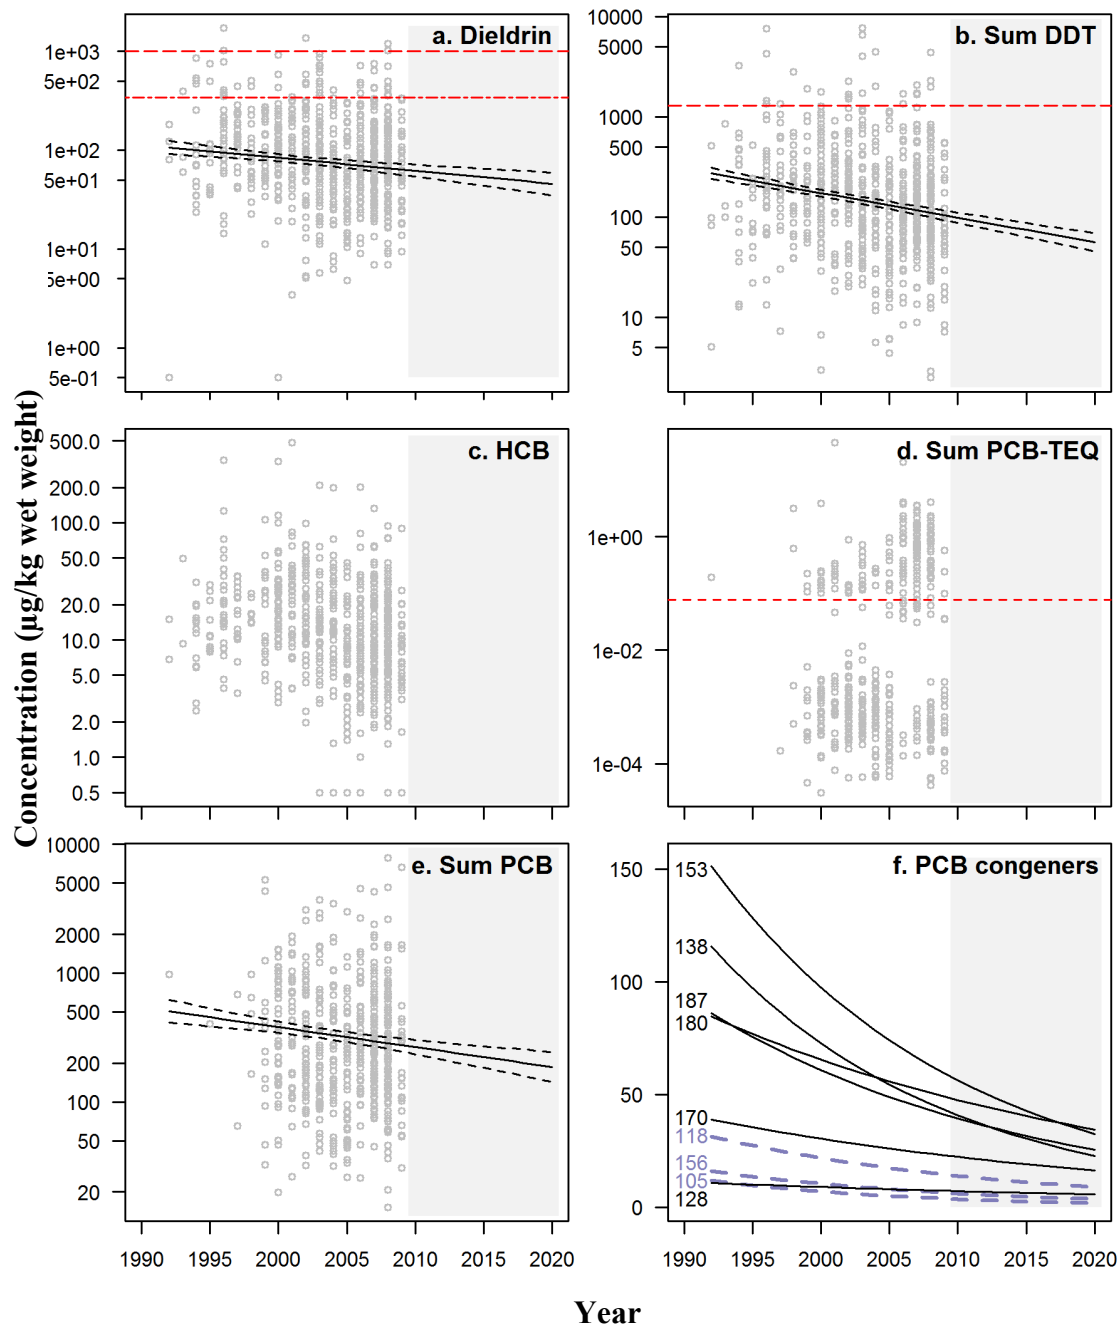 Concentration (µg/kg wet weight)
a. Dieldrin
1e+03
5e+02
1e+02
5e+01
1e+01
5e+00
1e+00
5e-01
b. Sum DDT
10000
5000
1000
500
100
50
10
5
c. HCB
500.0
200.0
100.0
50.0
20.0
10.0
5.0
2.0
1.0
0.5
d. Sum PCB-TEQ
1e+00
1e-02
1e-04
e. Sum PCB
10000
5000
2000
1000
500
200
100
50
20
1990 1995 2000 2005 2010 2015 2020
f. PCB congeners
150
100
50
0
153
138
187
180
170
118
156
105
128
1990 1995 2000 2005 2010 2015 2020
Year